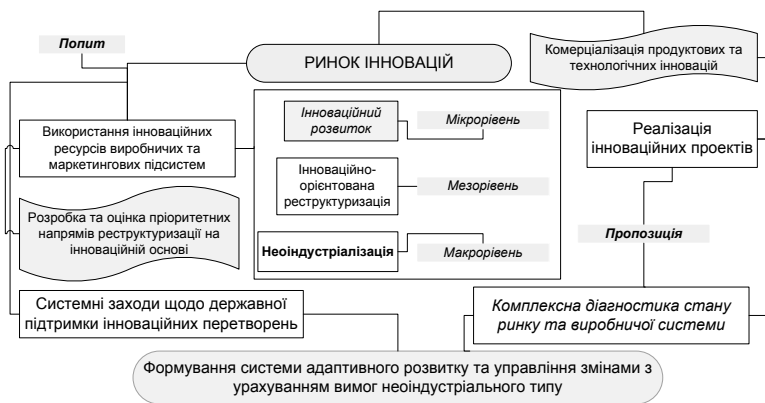 Попит
РИНОК ІННОВАЦІЙ
Комерціалізація продуктових та
технологічних інновацій
Використання інноваційних
ресурсів виробничих та
маркетингових підсистем
Інноваційний
розвиток
Мікрорівень
Реалізація
інноваційних проектів
Інноваційно-
орієнтована
реструктуризація
Мезорівень
Розробка та оцінка пріоритетних
напрямів реструктуризації на
інноваційній основі
Неоіндустріалізація
Макрорівень
Пропозиція
Системні заходи щодо державної
підтримки інноваційних перетворень
Комплексна діагностика стану
ринку та виробничої системи
Формування системи адаптивного розвитку та управління змінами з
урахуванням вимог неоіндустріального типу